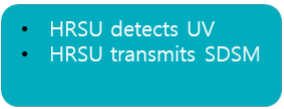 • HRSU detects UV
• HRSU transmits SDSM